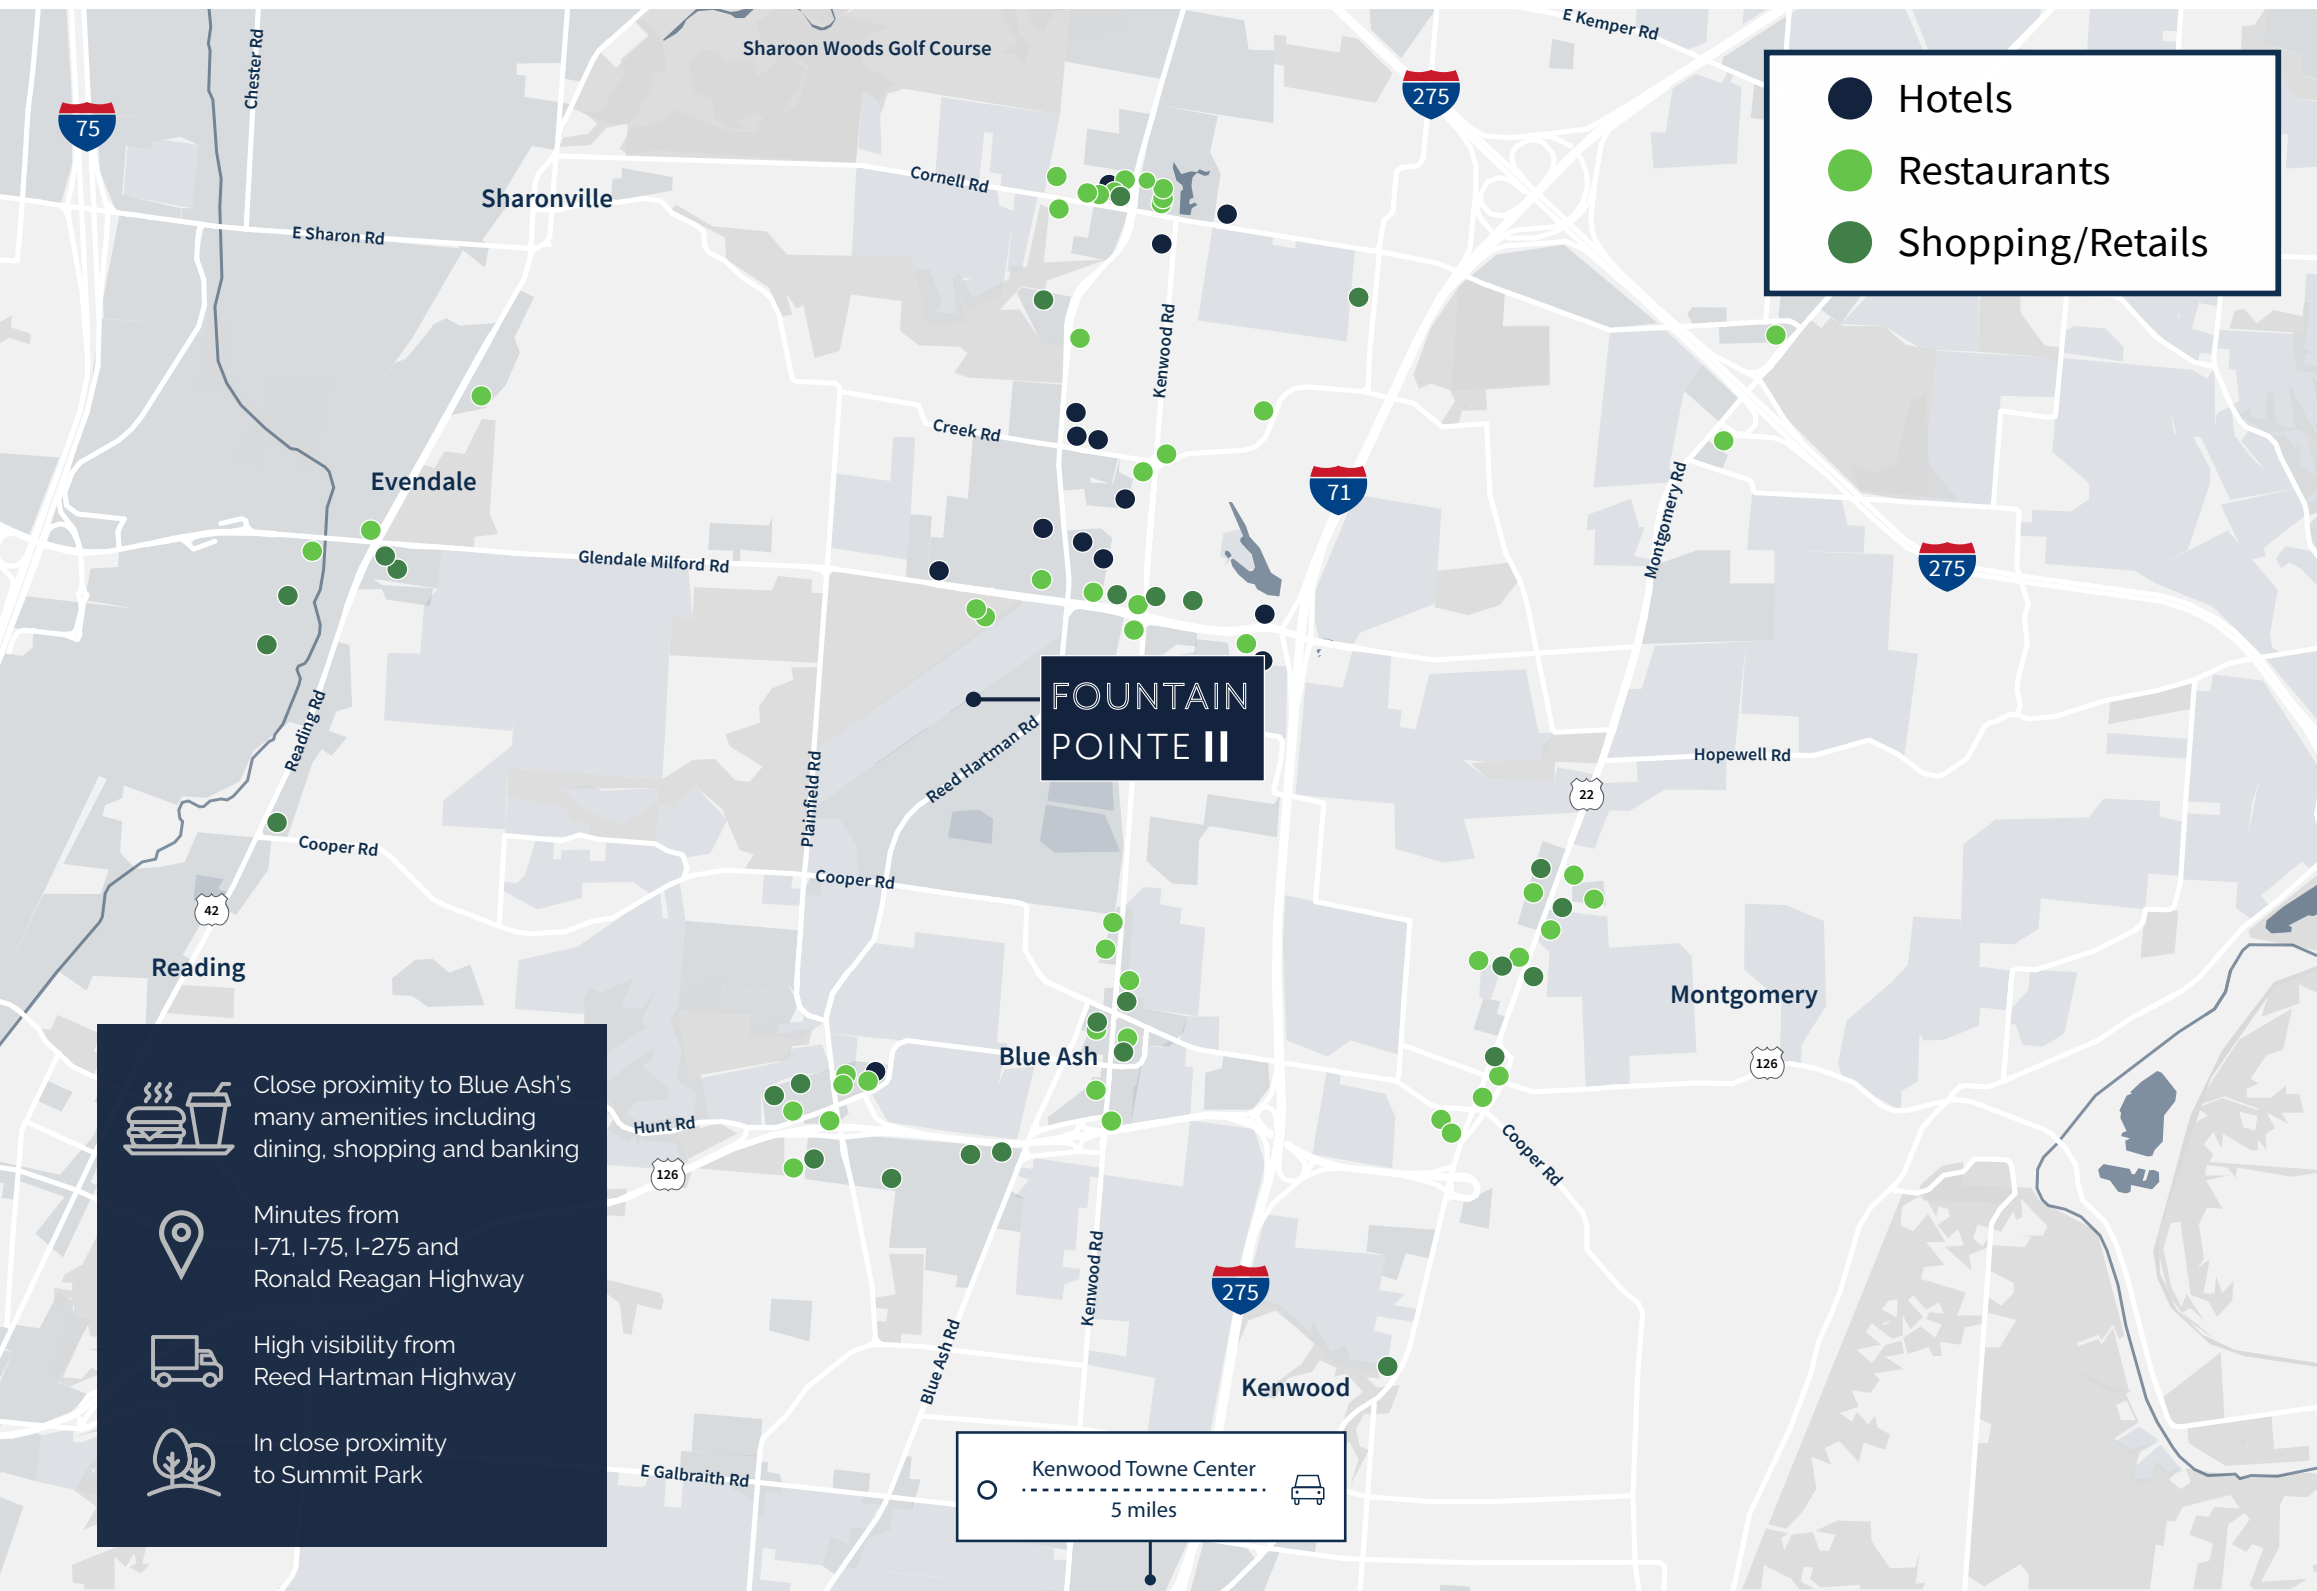 E Kemper Rd
Sharoon Woods Golf Course
Chester Rd
75
275
Hotels
Restaurants
Shopping/Retails
Cornell Rd
Sharonville
E Sharon Rd
Kenwood Rd
Creek Rd
Evendale
71
Montgomery Rd
Glendale Milford Rd
275
Reading Rd
FOUNTAIN
POINTE II
Reed Hartman Rd
Plainfield Rd
Hopewell Rd
22
Cooper Rd
Cooper Rd
42
Reading
Montgomery
Blue Ash
126
Hunt Rd
126
Cooper Rd
Close proximity to Blue Ash's
many amenities including
dining, shopping and banking
Minutes from
I-71, I-75, I-275 and
Ronald Reagan Highway
High visibility from
Reed Hartman Highway
In close proximity
to Summit Park
Kenwood Rd
275
Blue Ash Rd
Kenwood
E Galbraith Rd
Kenwood Towne Center
5 miles